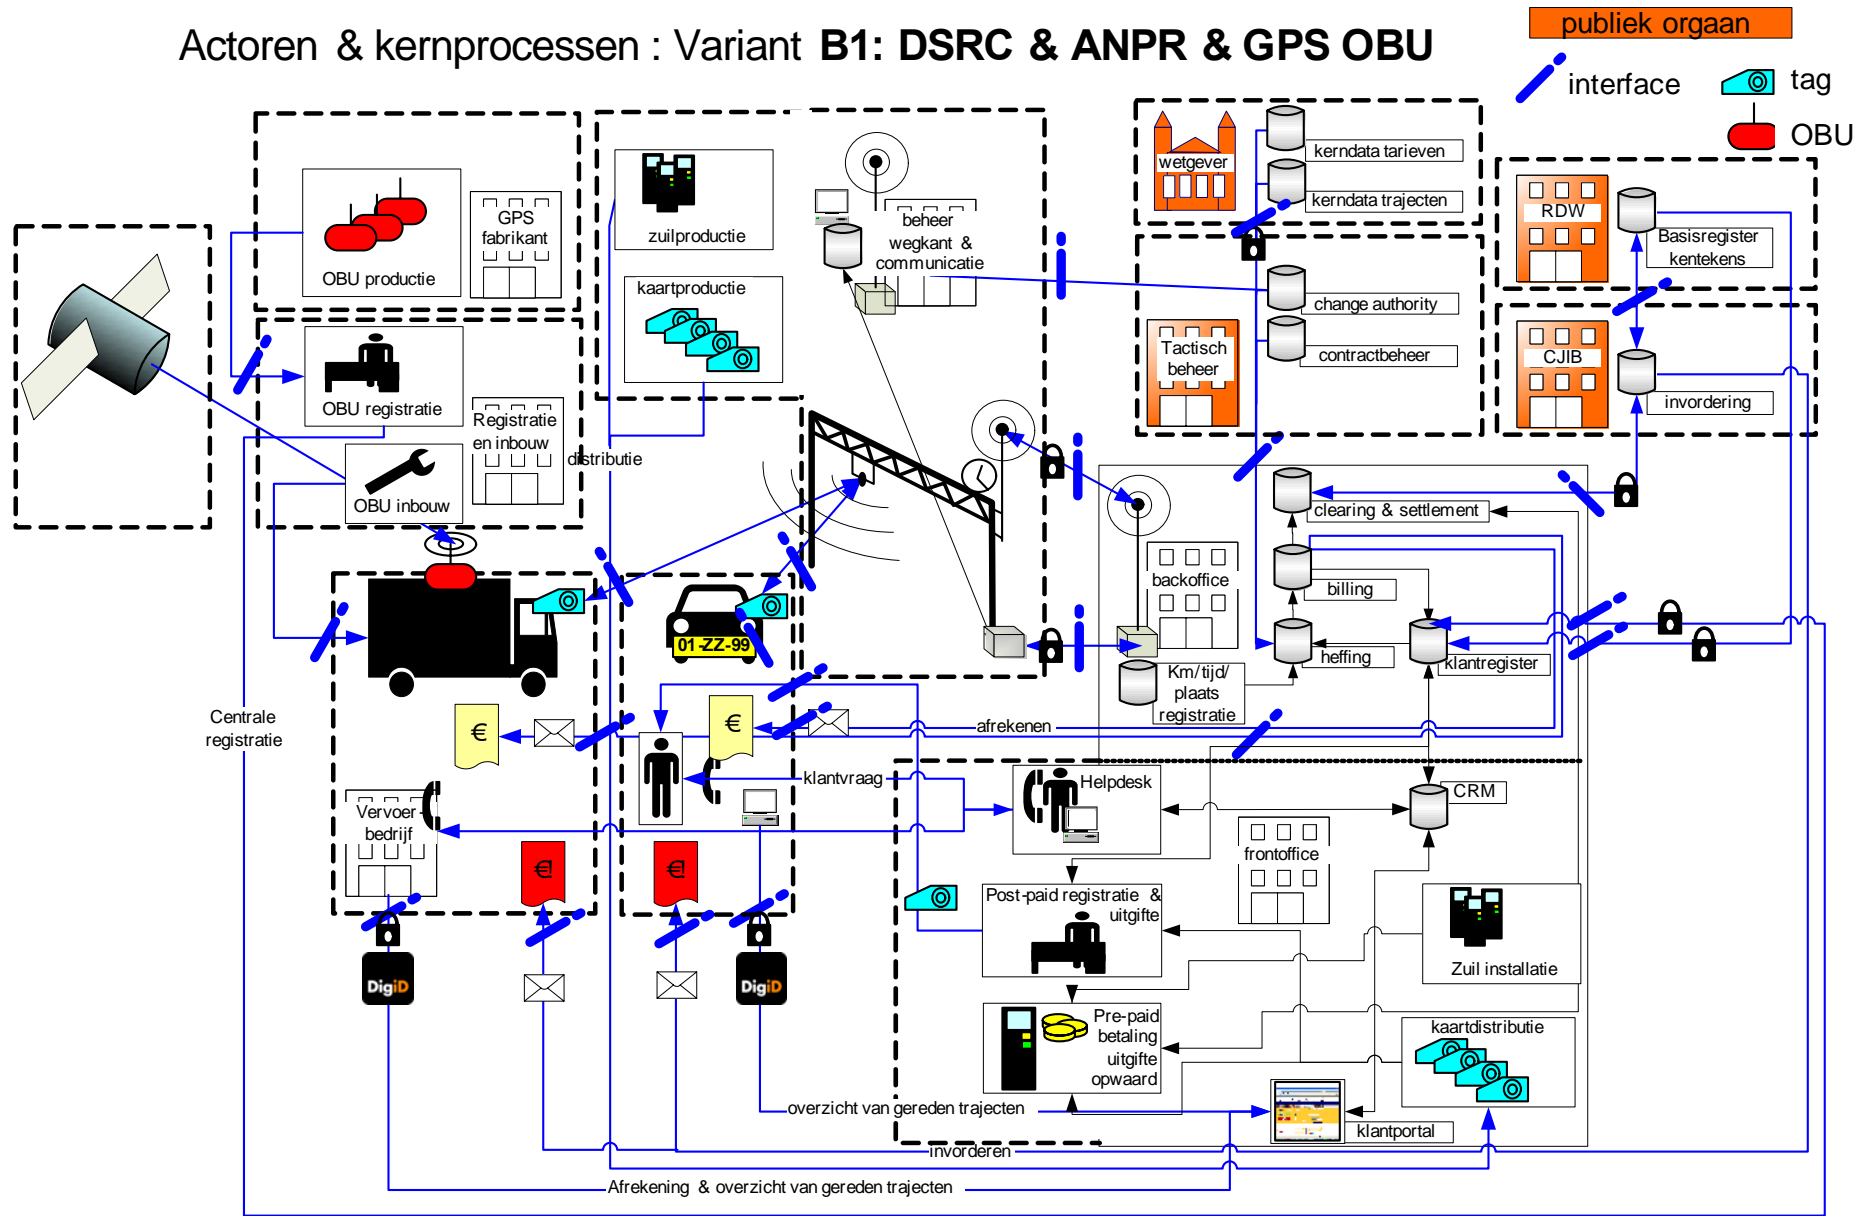 Actoren & kernprocessen : Variant B1: DSRC & ANPR & GPS OBU
publiek orgaan
interface
tag
OBU
GPS
fabrikant
OBU productie
zuilproductie
kaartproductie
beheer
wegkant &
communicatie
wetgever
kerndata tarieven
kerndata trajecten
RDW
Basisregister
kentekens
change authority
Tactisch
beheer
contractbeheer
CJIB
invordering
OBU registratie
Registratie
en inbouw
distributie
OBU inbouw
clearing & settlement
backoffice
billing
heffing
klantregister
01-ZZ-99
Km/tijd/
plaats
registratie
Centrale
registratie
€
€
afrekenen
klantvraag
Helpdesk
CRM
Vervoer-
bedrijf
frontoffice
€!
€!
Post-paid registratie &
uitgifte
Zuil installatie
DigiD
DigiD
Pre-paid
betaling
uitgifte
opwaard
kaartdistributie
overzicht van gereden trajecten
klantportal
invorderen
Afrekening & overzicht van gereden trajecten